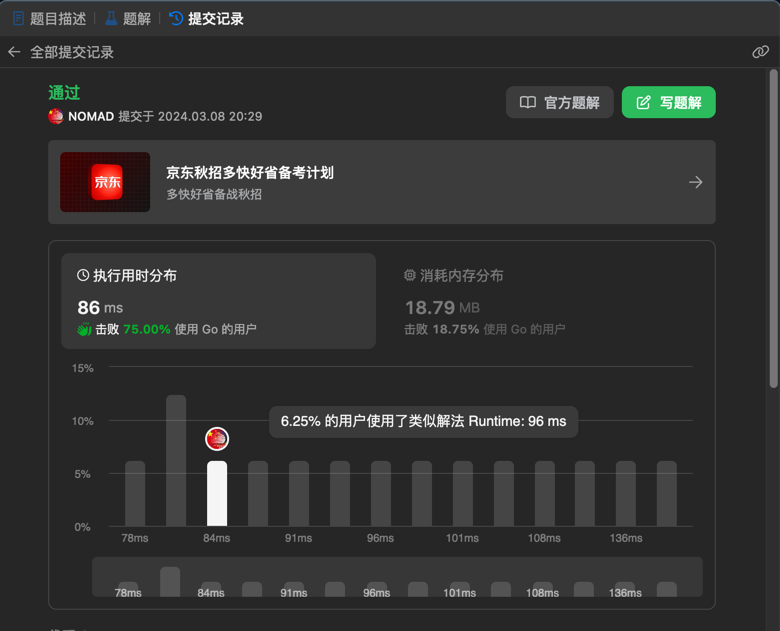 题目描述 题解 提交记录
全部提交记录
通过
NOMAD 提交于 2024.03.08 20:29
官方题解
写题解
京东
京东秋招多快好省备考计划
多快好省备战秋招
执行用时分布
86 ms
击败 75.00% 使用 Go 的用户
消耗内存分布
18.79 MB
击败 18.75% 使用 Go 的用户
15%
10%
6.25% 的用户使用了类似解法 Runtime: 96 ms
5%
0%
78ms 84ms 91ms 96ms 101ms 108ms 136ms
78ms 84ms 91ms 96ms 101ms 108ms 136ms